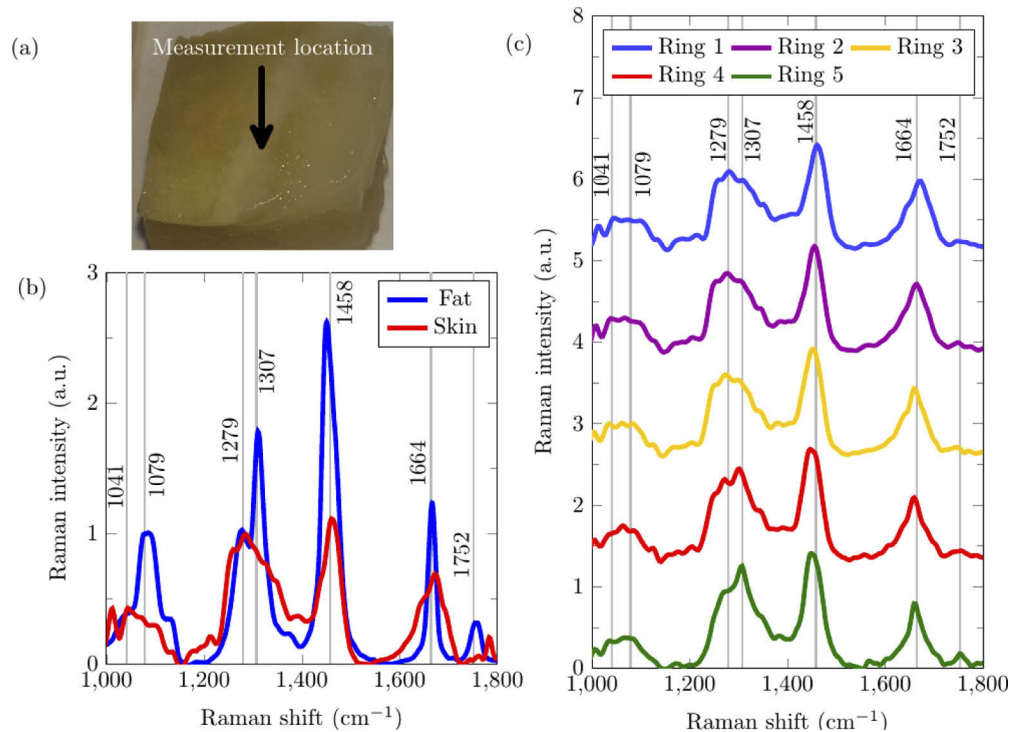 (a)
Measurement location
(b)
3
2
1
0
1,000 1,200 1,400 1,600 1,800
Raman intensity (a.u.)
Raman shift (cm−1)
Fat
Skin
1041
1079
1279
1307
1458
1664
1752
(c)
8
7
6
5
4
3
2
1
0
1,000 1,200 1,400 1,600 1,800
Raman intensity (a.u.)
Raman shift (cm−1)
Ring 1 Ring 2 Ring 3
Ring 4 Ring 5
1041
1079
1279
1307
1458
1664
1752